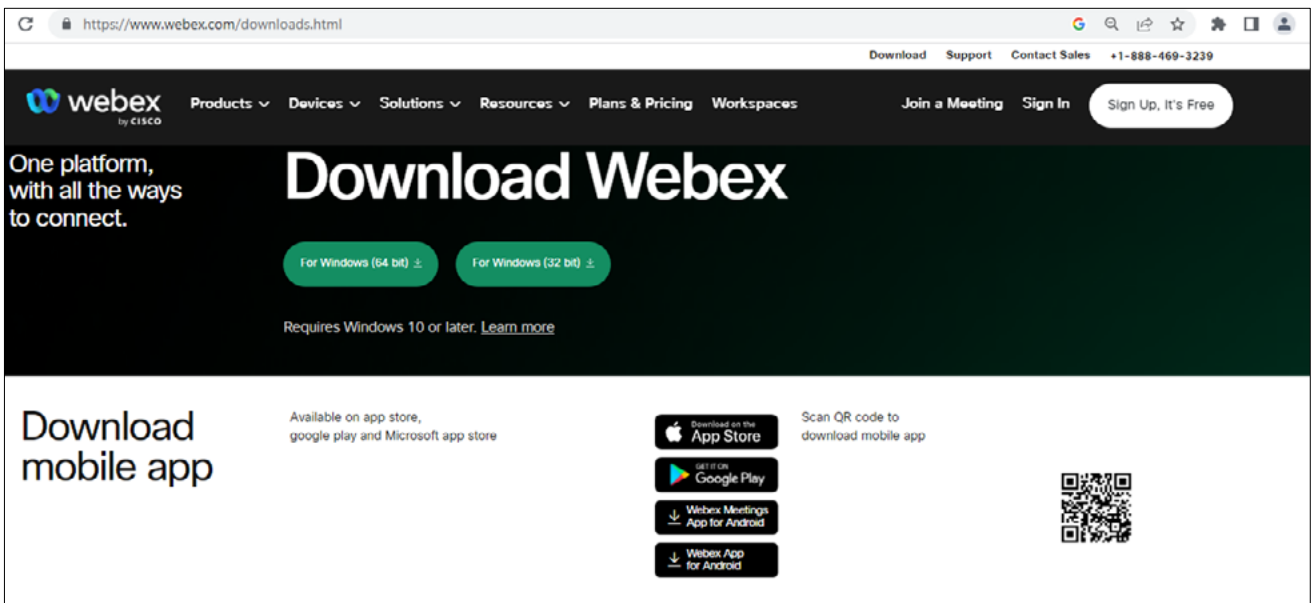 https://www.webex.com/downloads.html
Download Support Contact Sales +1-888-469-3239
webex
by CISCO
Products Devices Solutions Resources Plans & Pricing Workspaces Join a Meeting Sign In Sign Up, It's Free
One platform,
with all the ways
to connect.
Download Webex
For Windows (64 bit) For Windows (32 bit)
Requires Windows 10 or later. Learn more
Download
mobile app
Available on app store,
google play and Microsoft app store
Download on the
App Store
GET IT ON
Google Play
Webex Meetings
App for Android
Webex App
for Android
Scan QR code to
download mobile app